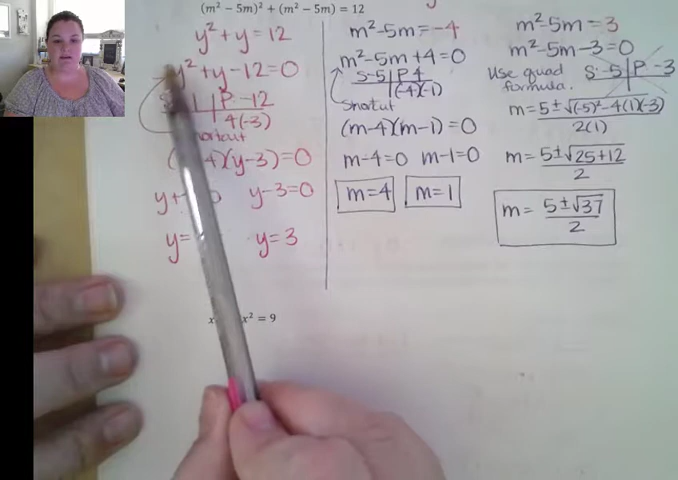 (m² − 5m)² + (m² − 5m) = 12
y² + y = 12
y² + y − 12 = 0
S 1 | P −12
4(−3)
4)(y−3) = 0
y+ 0 y−3=0
y= y=3
x² = 9
m²−5m = −4
m²−5m+4=0
S −5 | P 4
(−4)(−1)
Shortcut
(m−4)(m−1) = 0
m−4=0 m−1=0
m=4 m=1
m²−5m = 3
m²−5m−3=0
Use quad formula. S −5 | P −3
m= 5±√(−5)²−4(1)(−3) / 2(1)
m= 5±√25+12 / 2
m= 5±√37 / 2